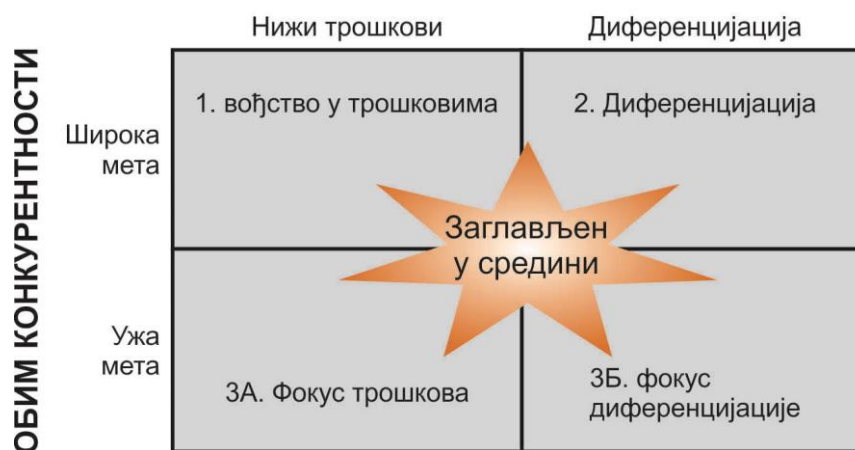 Нижи трошкови
Диференцијација
ОБИМ КОНКУРЕНТНОСТИ
Широка
мета
1. вођство у трошковима
2. Диференцијација
Заглављен
у средини
Ужа
мета
3А. Фокус трошкова
3Б. фокус
диференцијације